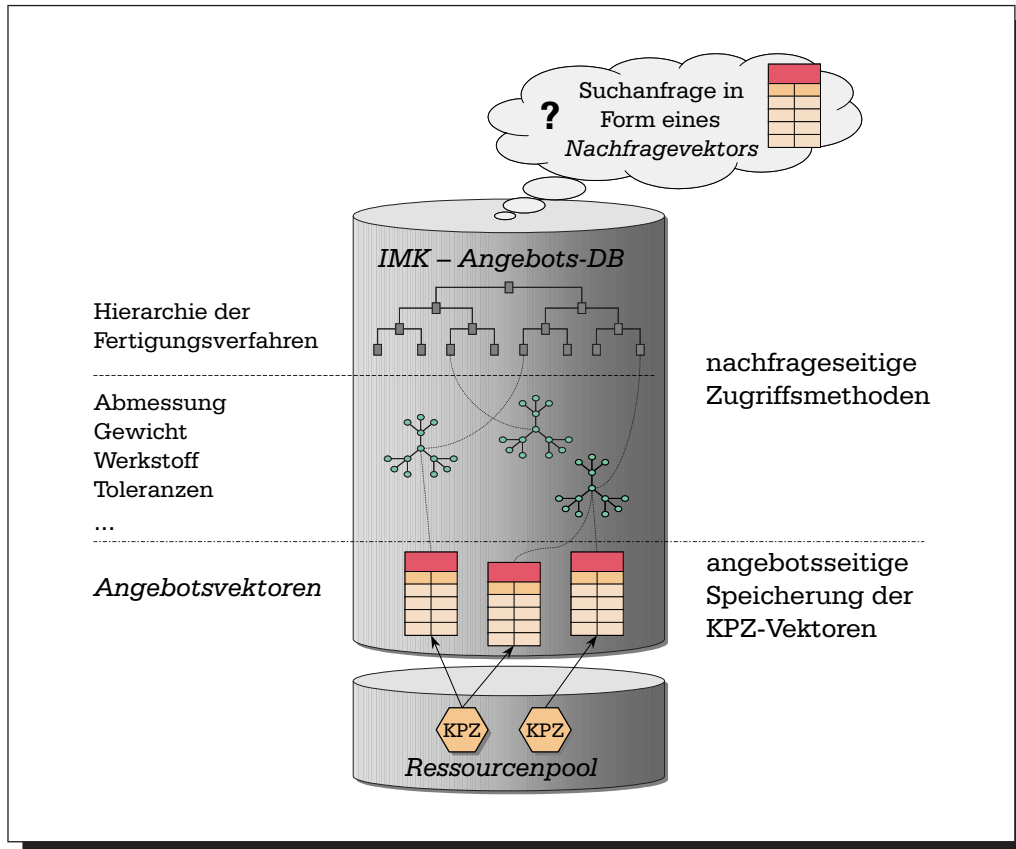 ?
Suchanfrage in
Form eines
Nachfragevektors
IMK – Angebots-DB
Hierarchie der
Fertigungsverfahren
nachfrageseitige
Zugriffsmethoden
Abmessung
Gewicht
Werkstoff
Toleranzen
...
Angebotsvektoren
angebotsseitige
Speicherung der
KPZ-Vektoren
KPZ
KPZ
Ressourcenpool